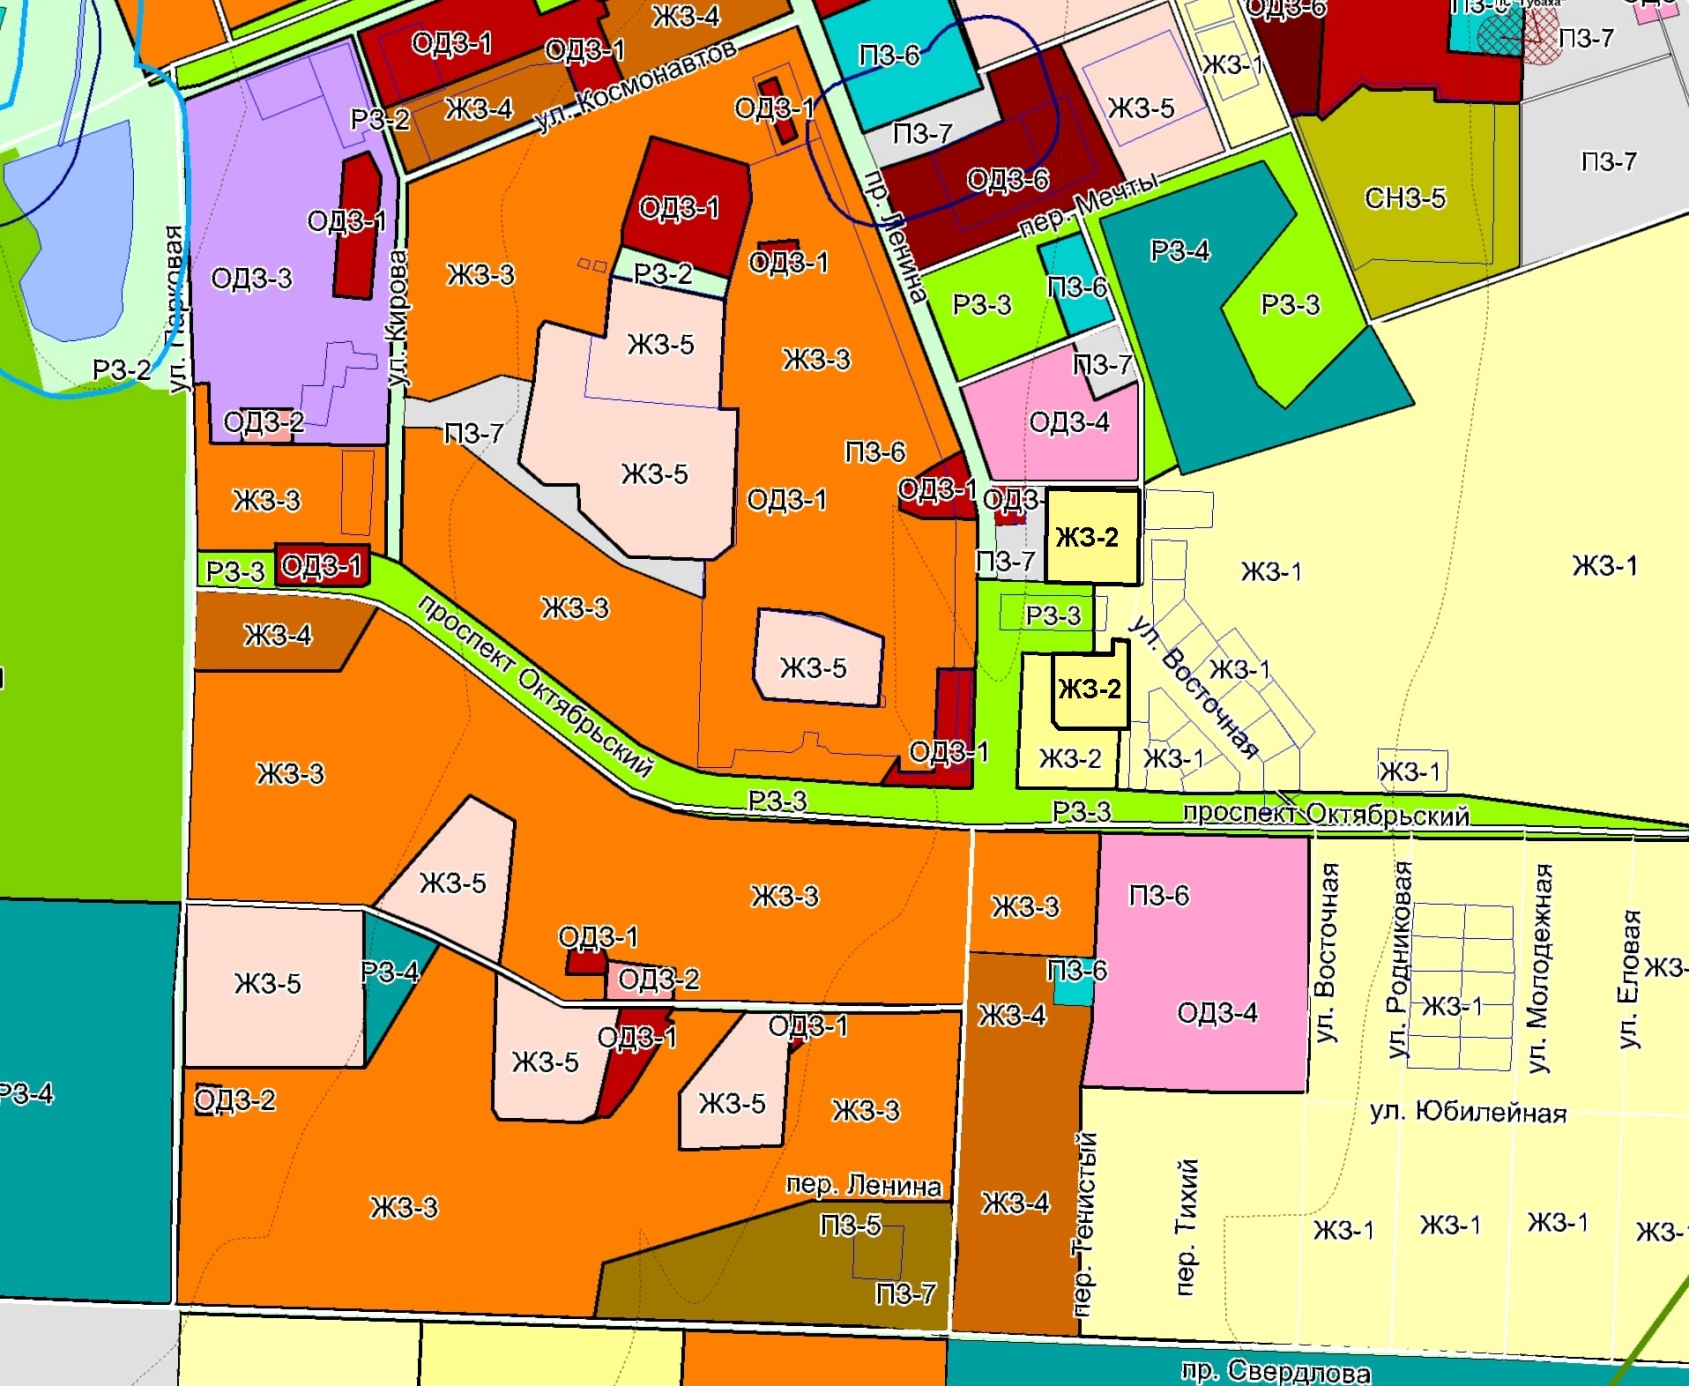 ЖЗ-4
ОДЗ-6
Губаха
ОДЗ-1
ОДЗ-1
ПЗ-6
ПЗ-7
ЖЗ-1
ул. Космонавтов
ЖЗ-4
ОДЗ-1
ЖЗ-5
РЗ-2
ПЗ-7
ПЗ-7
ОДЗ-6
СНЗ-5
пр. Ленина
пер. Мечты
ОДЗ-1
ОДЗ-1
РЗ-4
ул. Парковая
ул. Кирова
ОДЗ-3
ЖЗ-3
РЗ-2
ОДЗ-1
ПЗ-6
РЗ-3
РЗ-3
ЖЗ-5
ЖЗ-3
РЗ-2
ПЗ-7
ОДЗ-2
ОДЗ-4
ПЗ-7
ПЗ-6
ЖЗ-5
ЖЗ-3
ОДЗ-1
ОДЗ-1
ОДЗ-
ЖЗ-2
РЗ-3
ОДЗ-1
ПЗ-7
ЖЗ-1
ЖЗ-1
ЖЗ-3
РЗ-3
ЖЗ-4
проспект Октябрьский
ул. Восточная
ЖЗ-5
ЖЗ-1
ЖЗ-2
ОДЗ-1
ЖЗ-2
ЖЗ-1
ЖЗ-1
ЖЗ-3
РЗ-3
РЗ-3
проспект Октябрьский
ЖЗ-5
ЖЗ-3
ЖЗ-3
ПЗ-6
ул. Восточная
ул. Родниковая
ул. Молодежная
ул. Еловая
ОДЗ-1
ЖЗ-5
РЗ-4
ОДЗ-2
ПЗ-6
ЖЗ-
ЖЗ-1
ЖЗ-4
ОДЗ-4
ОДЗ-1
ОДЗ-1
ЖЗ-5
РЗ-4
ОДЗ-2
ЖЗ-5
ЖЗ-3
ул. Юбилейная
пер. Ленина
ЖЗ-3
ЖЗ-4
пер. Тенистый
пер. Тихий
ПЗ-5
ЖЗ-1
ЖЗ-1
ЖЗ-1
ЖЗ-
ПЗ-7
пр. Свердлова